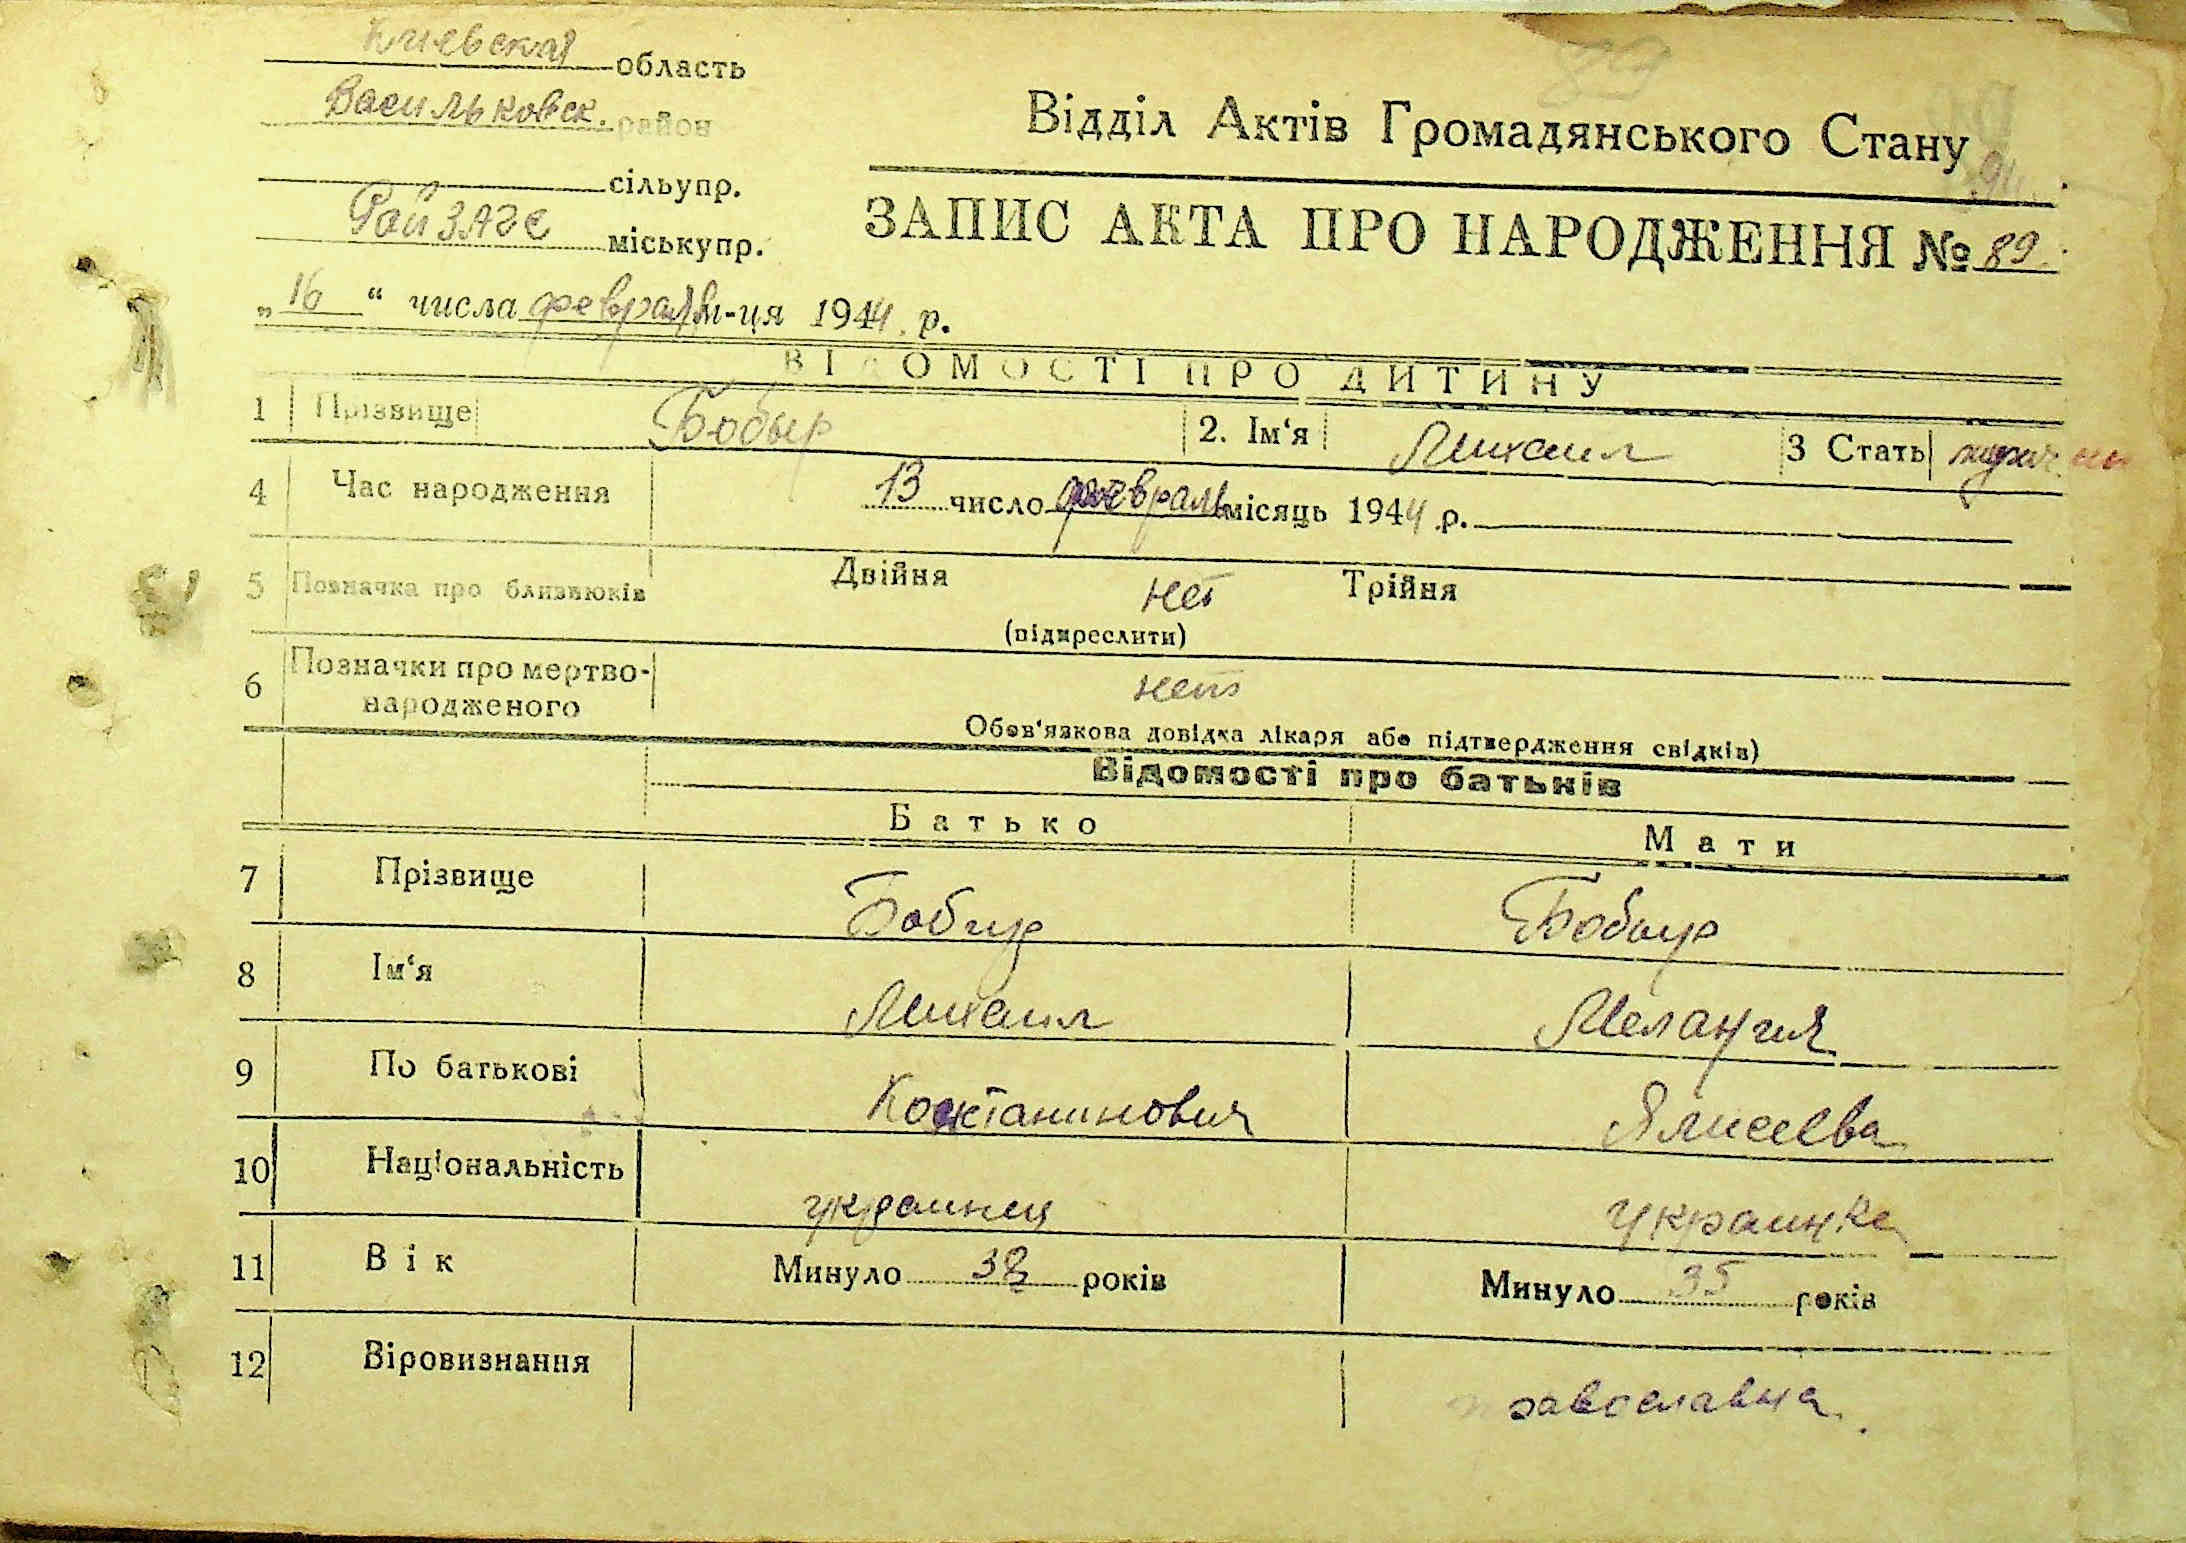 Киевская область
Васильковск. район
сільупр.
РайЗАГС міськупр.
Відділ Актів Громадянського Стану
ЗАПИС АКТА ПРО НАРОДЖЕННЯ № 89.
„ 16 “ числа февраля м-ця 1944. р.
ВІДОМОСТІ ПРО ДИТИНУ
1 Прізвище Бобыр 2. Ім‘я Михаил 3 Стать
4 Час народження 13 число февраль місяць 1944 р.
5 Позначка про близнюків Двійня нет Трійня
(підкреслити)
6 Позначки про мертво-
народженого нет
Обов‘язкова довідка лікаря або підтвердження свідків)
Відомості про батьків
Батько Мати
7 Прізвище Бобир Бобыр
8 Ім‘я Михаил Мелания
9 По батькові Костанинович Алисеева
10 Національність украинец украинка
11 Вік Минуло 38 років Минуло 35 років
12 Віровизнання православна.